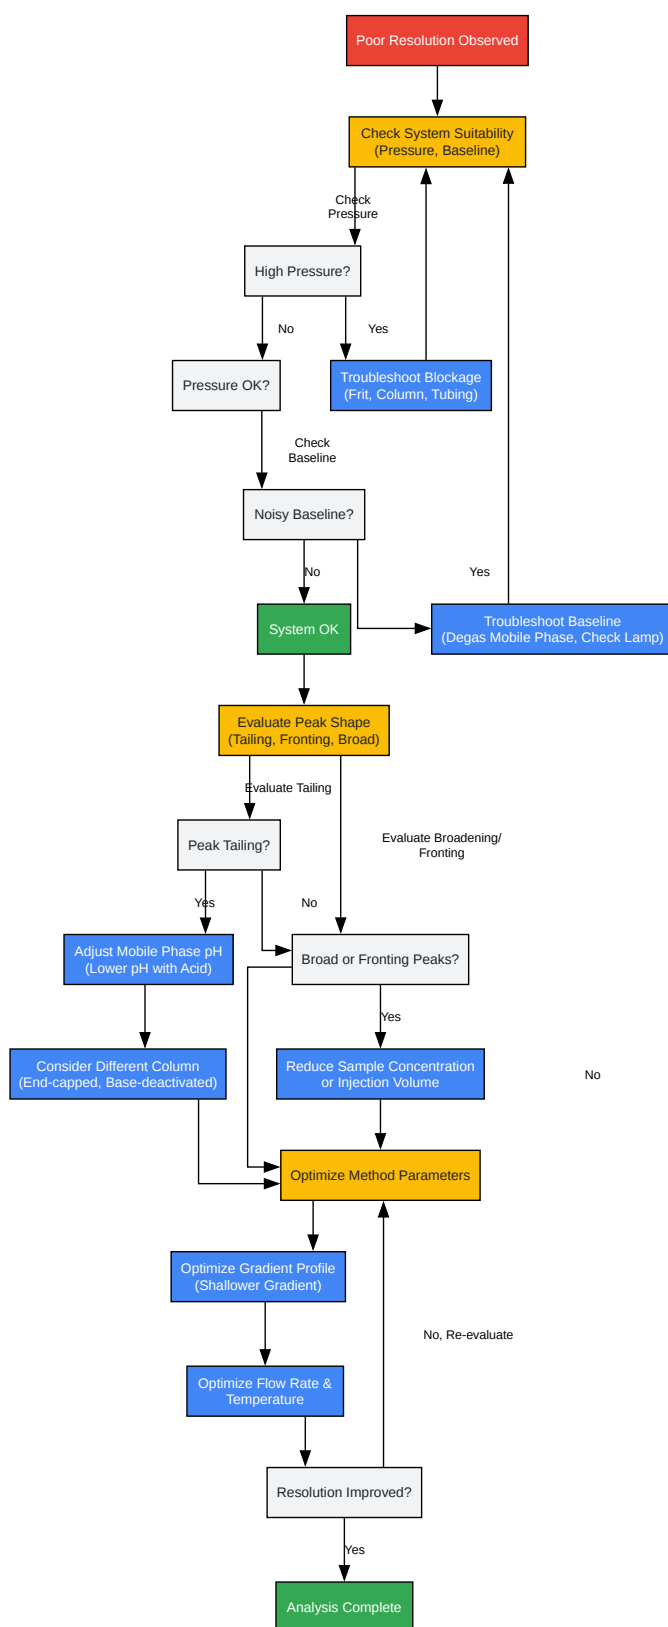 Poor Resolution Observed
Check System Suitability
(Pressure, Baseline)
Check
Pressure
High Pressure?
No
Yes
Pressure OK?
Troubleshoot Blockage
(Frit, Column, Tubing)
Check
Baseline
Noisy Baseline?
No
Yes
System OK
Troubleshoot Baseline
(Degas Mobile Phase, Check Lamp)
Evaluate Peak Shape
(Tailing, Fronting, Broad)
Evaluate Tailing
Evaluate Broadening/
Fronting
Peak Tailing?
Yes
No
Adjust Mobile Phase pH
(Lower pH with Acid)
Broad or Fronting Peaks?
Yes
Consider Different Column
(End-capped, Base-deactivated)
Reduce Sample Concentration
or Injection Volume
No
Optimize Method Parameters
Optimize Gradient Profile
(Shallower Gradient)
No, Re-evaluate
Optimize Flow Rate &
Temperature
Resolution Improved?
Yes
Analysis Complete